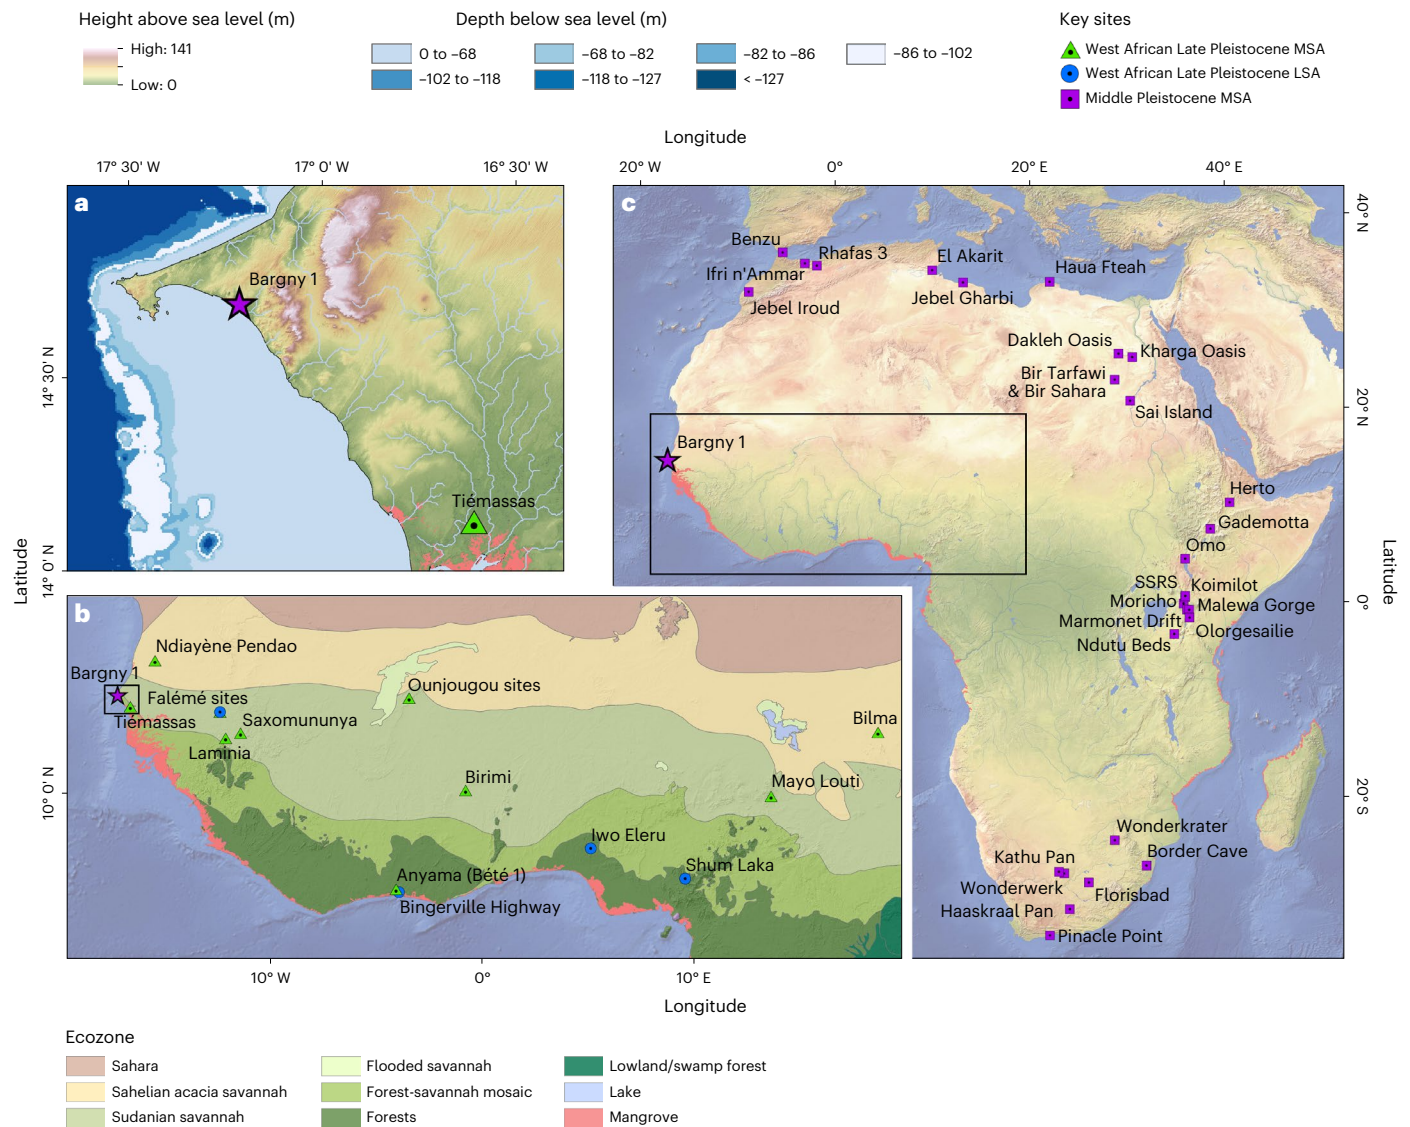 Height above sea level (m)
High: 141
Low: 0
Depth below sea level (m)
0 to –68
–68 to –82
–82 to –86
–86 to –102
–102 to –118
–118 to –127
< –127
Key sites
West African Late Pleistocene MSA
West African Late Pleistocene LSA
Middle Pleistocene MSA
Longitude
17° 30' W
17° 0' W
16° 30' W
20° W
0°
20° E
40° E
a
Bargny 1
Tiémassas
14° 30' N
14° 0' N
Latitude
c
Benzu
Rhafas 3
Ifri n'Ammar
Jebel Iroud
El Akarit
Jebel Gharbi
Haua Fteah
Dakleh Oasis
Kharga Oasis
Bir Tarfawi
& Bir Sahara
Sai Island
Bargny 1
Herto
Gademotta
Omo
SSRS
Koimilot
Moricho
Malewa Gorge
Marmonet Drift
Olorgesailie
Ndutu Beds
Wonderkrater
Border Cave
Kathu Pan
Wonderwerk
Florisbad
Haaskraal Pan
Pinacle Point
40° N
20° N
0°
20° S
Latitude
b
Ndiayène Pendao
Bargny 1
Falémé sites
Tiémassas
Saxomununya
Laminia
Ounjougou sites
Bilma
Birimi
Mayo Louti
Iwo Eleru
Shum Laka
Anyama (Bété 1)
Bingerville Highway
10° 0' N
10° W
0°
10° E
Longitude
Ecozone
Sahara
Sahelian acacia savannah
Sudanian savannah
Flooded savannah
Forest-savannah mosaic
Forests
Lowland/swamp forest
Lake
Mangrove